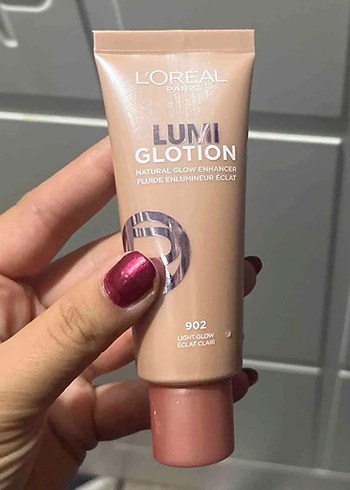 L'ORÉAL
PARIS
LUMI
GLOTION
NATURAL GLOW ENHANCER
FLUIDE ENLUMINEUR ÉCLAT
902
LIGHT GLOW
ÉCLAT CLAIR